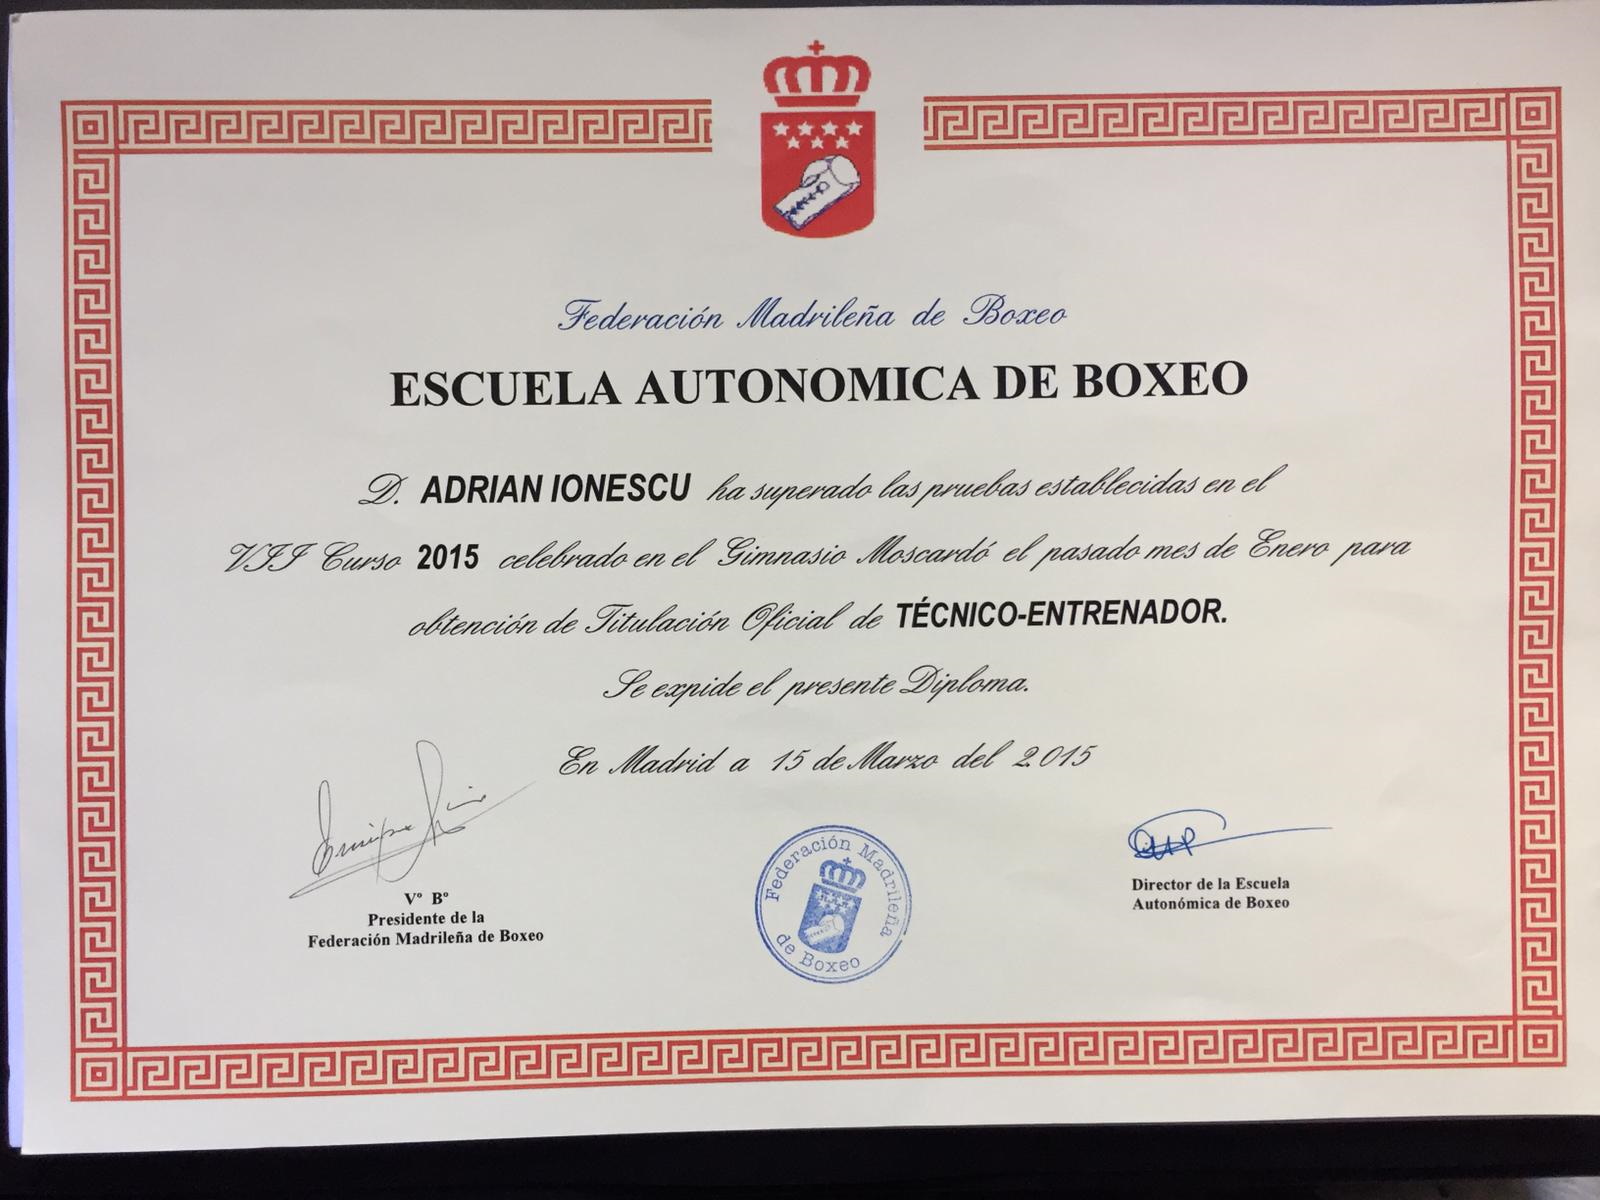 Federación Madrileña de Boxeo
ESCUELA AUTONOMICA DE BOXEO
D. ADRIAN IONESCU ha superado las pruebas establecidas en el
VII Curso 2015 celebrado en el Gimnasio Moscardó el pasado mes de Enero para
obtención de Titulación Oficial de TÉCNICO-ENTRENADOR.
Se expide el presente Diploma.
En Madrid a 15 de Marzo del 2.015
Vº Bº
Presidente de la
Federación Madrileña de Boxeo
Federación Madrileña
de Boxeo
Director de la Escuela
Autonómica de Boxeo